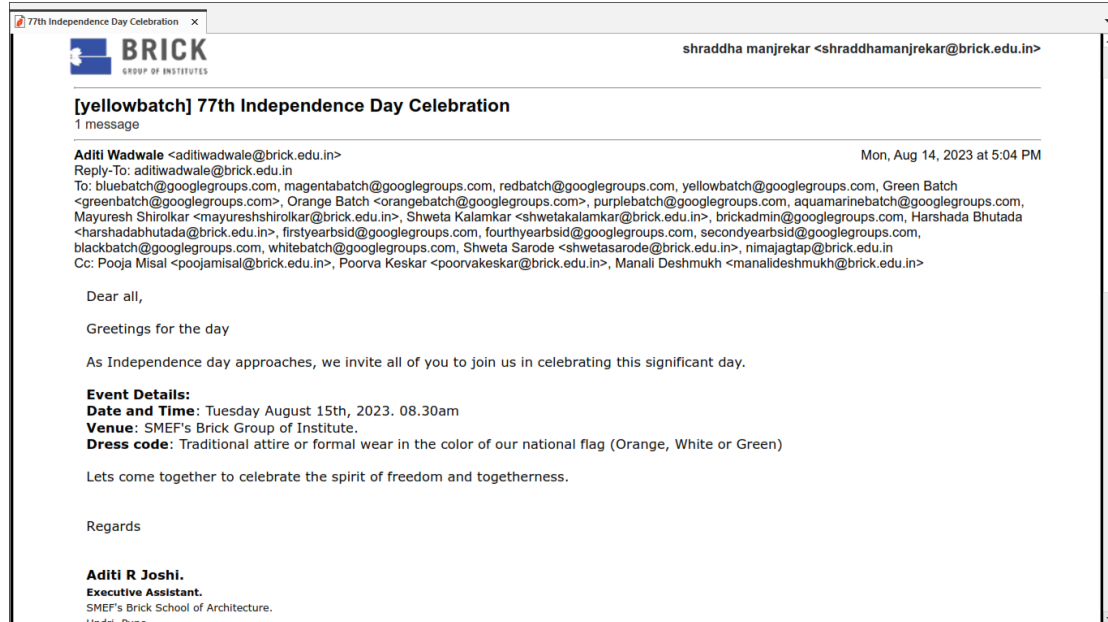 77th Independence Day Celebration
BRICK
GROUP OF INSTITUTES
shraddha manjrekar <shraddhamanjrekar@brick.edu.in>
[yellowbatch] 77th Independence Day Celebration
1 message
Aditi Wadwale <aditiwadwale@brick.edu.in> Mon, Aug 14, 2023 at 5:04 PM
Reply-To: aditiwadwale@brick.edu.in
To: bluebatch@googlegroups.com, magentabatch@googlegroups.com, redbatch@googlegroups.com, yellowbatch@googlegroups.com, Green Batch
<greenbatch@googlegroups.com>, Orange Batch <orangebatch@googlegroups.com>, purplebatch@googlegroups.com, aquamarinebatch@googlegroups.com,
Mayuresh Shirolkar <mayureshshirolkar@brick.edu.in>, Shweta Kalamkar <shwetakalamkar@brick.edu.in>, brickadmin@googlegroups.com, Harshada Bhutada
<harshadabhutada@brick.edu.in>, firstyearbsid@googlegroups.com, fourthyearbsid@googlegroups.com, secondyearbsid@googlegroups.com,
blackbatch@googlegroups.com, whitebatch@googlegroups.com, Shweta Sarode <shwetasarode@brick.edu.in>, nimajagtap@brick.edu.in
Cc: Pooja Misal <poojamisal@brick.edu.in>, Poorva Keskar <poorvakeskar@brick.edu.in>, Manali Deshmukh <manalideshmukh@brick.edu.in>
Dear all,
Greetings for the day
As Independence day approaches, we invite all of you to join us in celebrating this significant day.
Event Details:
Date and Time: Tuesday August 15th, 2023. 08.30am
Venue: SMEF's Brick Group of Institute.
Dress code: Traditional attire or formal wear in the color of our national flag (Orange, White or Green)
Lets come together to celebrate the spirit of freedom and togetherness.
Regards
Aditi R Joshi.
Executive Assistant.
SMEF's Brick School of Architecture.